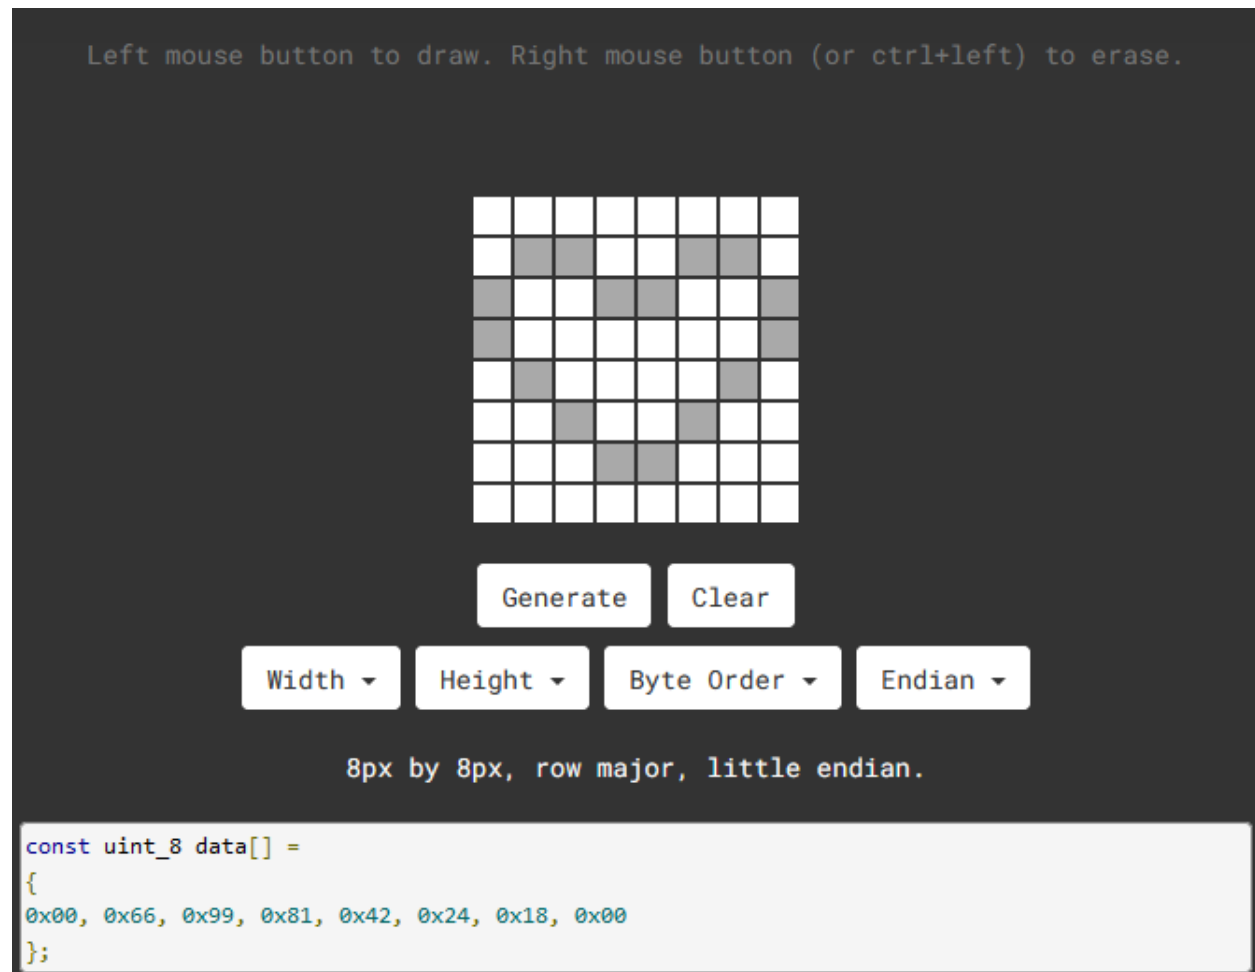 Left mouse button to draw. Right mouse button (or ctrl+left) to erase.
Generate Clear
Width Height Byte Order Endian
8px by 8px, row major, little endian.
const uint_8 data[] =
{
0x00, 0x66, 0x99, 0x81, 0x42, 0x24, 0x18, 0x00
};